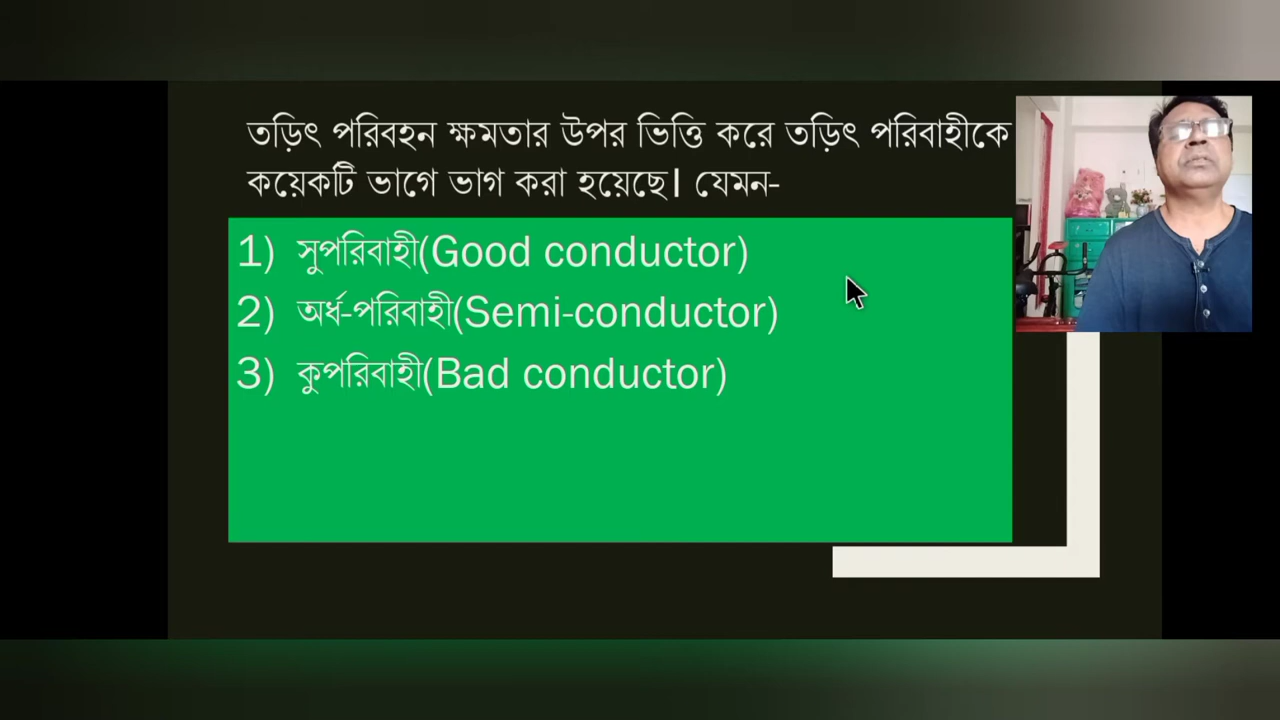 তড়িৎ পরিবহন ক্ষমতার উপর ভিত্তি করে তড়িৎ পরিবাহীকে
কয়েকটি ভাগে ভাগ করা হয়েছে। যেমন-
1) সুপরিবাহী(Good conductor)
2) অর্ধ-পরিবাহী(Semi-conductor)
3) কুপরিবাহী(Bad conductor)